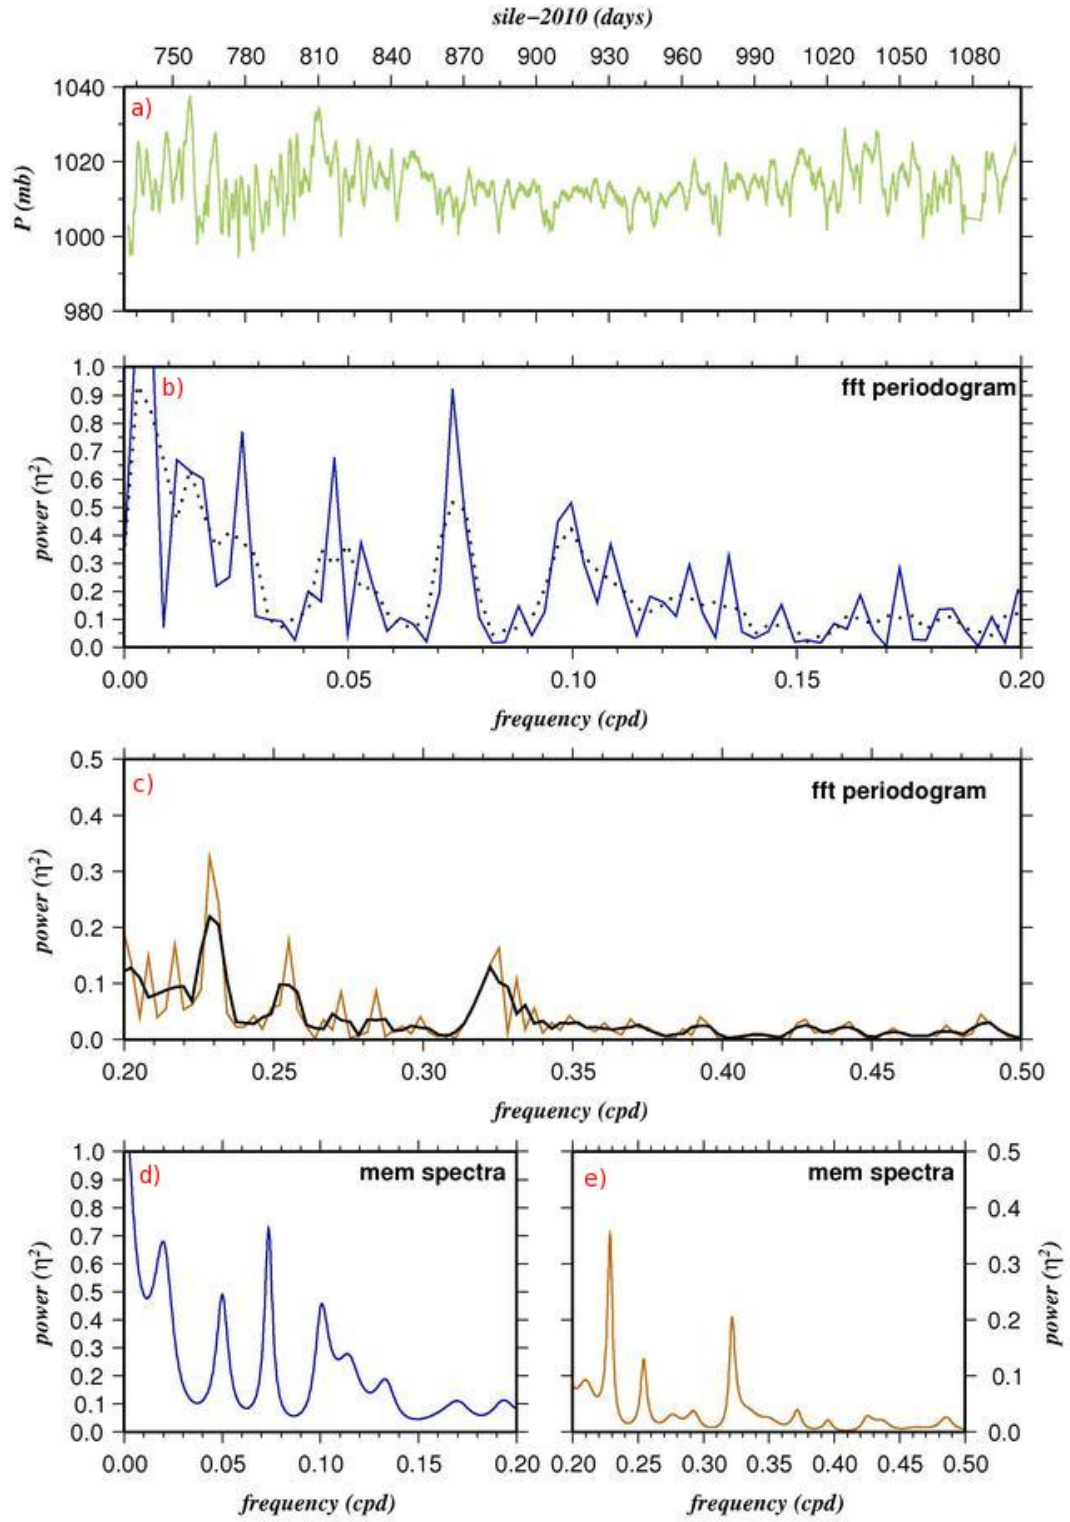 sile−2010 (days)
750 780 810 840 870 900 930 960 990 1020 1050 1080
1040
a)
1020
P (mb)
1000
980
1.0
b)
fft periodogram
0.9
0.8
0.7
0.6
power (η²)
0.5
0.4
0.3
0.2
0.1
0.0
0.00 0.05 0.10 0.15 0.20
frequency (cpd)
0.5
c)
fft periodogram
0.4
0.3
power (η²)
0.2
0.1
0.0
0.20 0.25 0.30 0.35 0.40 0.45 0.50
frequency (cpd)
1.0
d)
mem spectra
0.9
0.8
0.7
0.6
power (η²)
0.5
0.4
0.3
0.2
0.1
0.0
0.00 0.05 0.10 0.15 0.20
frequency (cpd)
e)
mem spectra
0.5
0.4
0.3
power (η²)
0.2
0.1
0.0
0.20 0.25 0.30 0.35 0.40 0.45 0.50
frequency (cpd)